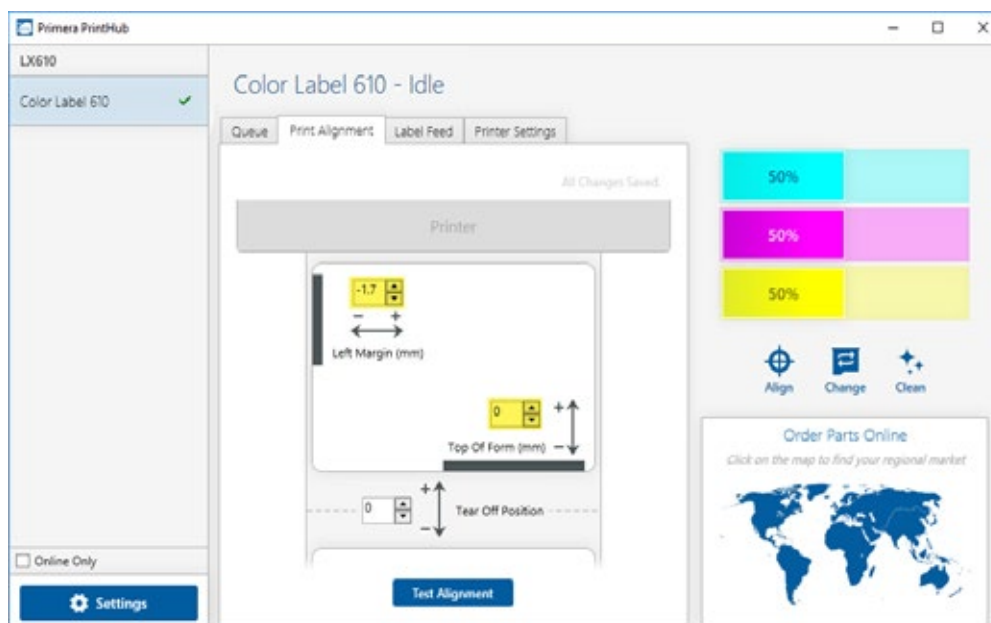 Primera PrintHub
LX610
Color Label 610
Color Label 610 - Idle
Queue
Print Alignment
Label Feed
Printer Settings
All Changes Saved.
Printer
-1.7
- +
Left Margin (mm)
0
+
Top Of Form (mm) -
+
0
Tear Off Position
-
Test Alignment
50%
50%
50%
Align
Change
Clean
Order Parts Online
Click on the map to find your regional market
Online Only
Settings